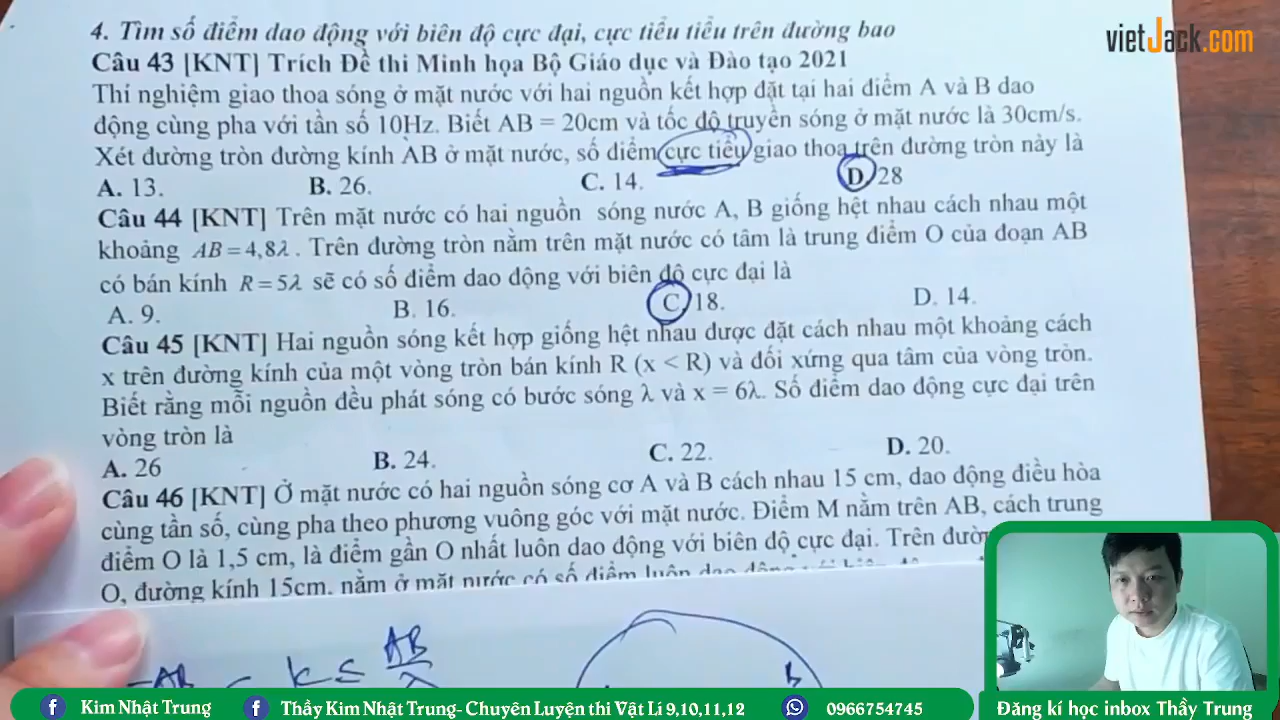 4. Tìm số điểm dao động với biên độ cực đại, cực tiểu tiểu trên đường bao
vietJack.com
Câu 43 [KNT] Trích Đề thi Minh họa Bộ Giáo dục và Đào tạo 2021
Thí nghiệm giao thoa sóng ở mặt nước với hai nguồn kết hợp đặt tại hai điểm A và B dao
động cùng pha với tần số 10Hz. Biết AB = 20cm và tốc độ truyền sóng ở mặt nước là 30cm/s.
Xét đường tròn đường kính AB ở mặt nước, số điểm cực tiểu giao thoa trên đường tròn này là
A. 13. B. 26. C. 14. D. 28
Câu 44 [KNT] Trên mặt nước có hai nguồn sóng nước A, B giống hệt nhau cách nhau một
khoảng AB = 4,8λ. Trên đường tròn nằm trên mặt nước có tâm là trung điểm O của đoạn AB
có bán kính R = 5λ sẽ có số điểm dao động với biên độ cực đại là
A. 9. B. 16. C. 18. D. 14.
Câu 45 [KNT] Hai nguồn sóng kết hợp giống hệt nhau được đặt cách nhau một khoảng cách
x trên đường kính của một vòng tròn bán kính R (x < R) và đối xứng qua tâm của vòng tròn.
Biết rằng mỗi nguồn đều phát sóng có bước sóng λ và x = 6λ. Số điểm dao động cực đại trên
vòng tròn là
A. 26 B. 24. C. 22. D. 20.
Câu 46 [KNT] Ở mặt nước có hai nguồn sóng cơ A và B cách nhau 15 cm, dao động điều hòa
cùng tần số, cùng pha theo phương vuông góc với mặt nước. Điểm M nằm trên AB, cách trung
điểm O là 1,5 cm, là điểm gần O nhất luôn dao động với biên độ cực đại. Trên
O, đường kính 15cm, nằm ở mặt nước có số điểm luôn dao động
-AB k ≤ AB
λ
Kim Nhật Trung Thầy Kim Nhật Trung- Chuyên Luyện thi Vật Lí 9,10,11,12 0966754745 Đăng kí học inbox Thầy Trung